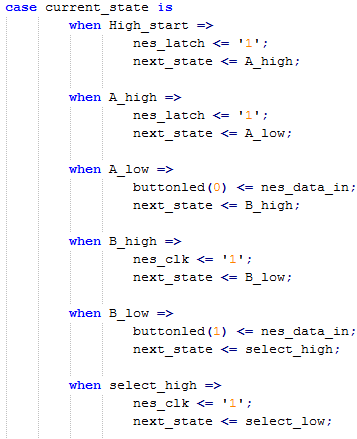 case current_state is
when High_start =>
nes_latch <= '1';
next_state <= A_high;
when A_high =>
nes_latch <= '1';
next_state <= A_low;
when A_low =>
buttonled(0) <= nes_data_in;
next_state <= B_high;
when B_high =>
nes_clk <= '1';
next_state <= B_low;
when B_low =>
buttonled(1) <= nes_data_in;
next_state <= select_high;
when select_high =>
nes_clk <= '1';
next_state <= select_low;